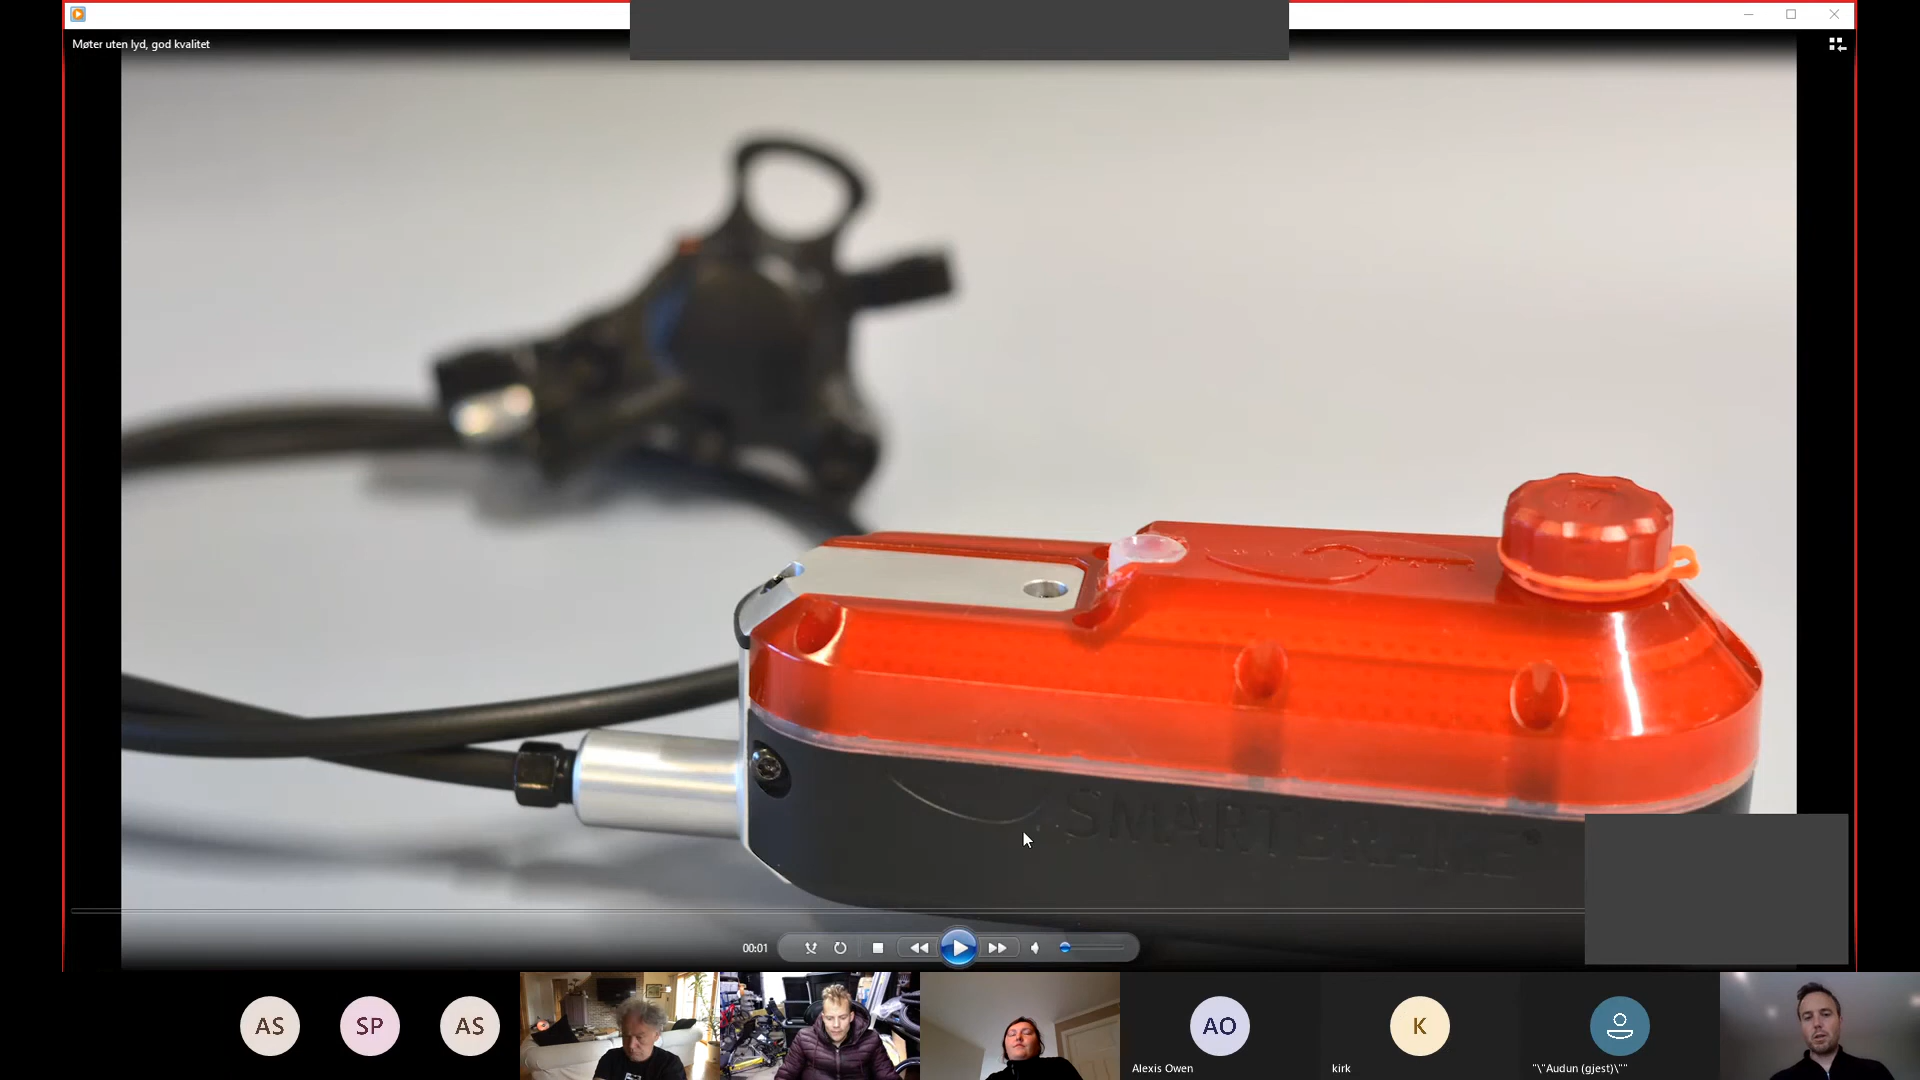 Møter uten lyd, god kvalitet
SMARTBRAKE
00:01
AS
SP
AS
AO
K
Alexis Owen
kirk
"\"Audun (gjest)\""